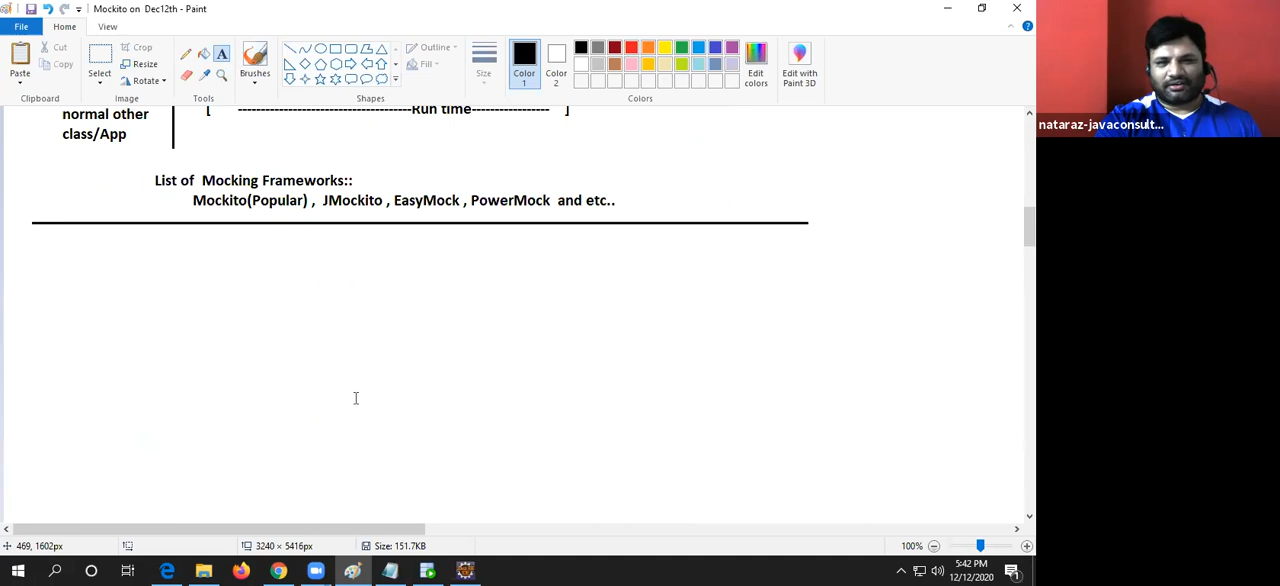 Mockito on Dec12th - Paint
File Home View
Paste
Cut
Copy
Clipboard
Select
Crop
Resize
Rotate
Image
Tools
Brushes
Outline
Fill
Shapes
Size
Color
1
Color
2
Edit
colors
Edit with
Paint 3D
Colors
normal other
class/App
[ --------------------------------------Run time----------------- ]
List of Mocking Frameworks::
Mockito(Popular) , JMockito , EasyMock , PowerMock and etc..
nataraz-javaconsult...
469, 1602px
3240 × 5416px
Size: 151.7KB
100%
5:42 PM
12/12/2020